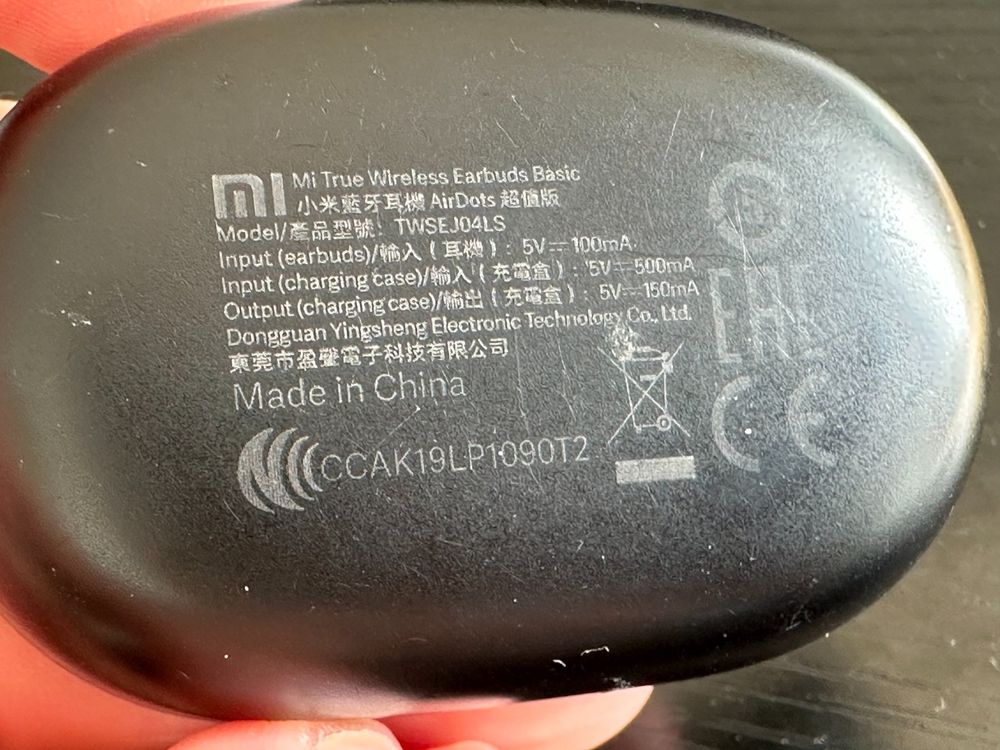 mi Mi True Wireless Earbuds Basic
小米藍牙耳機 AirDots 超值版
Model/產品型號: TWSEJ04LS
Input (earbuds)/輸入 ( 耳機 ) : 5V⎓100mA
Input (charging case)/輸入 ( 充電盒 ) : 5V⎓500mA
Output (charging case)/輸出 ( 充電盒 ) : 5V⎓150mA
Dongguan Yingsheng Electronic Technology Co., Ltd.
東莞市盈聲電子科技有限公司
Made in China
CCAK19LP1090T2
EAC
CE